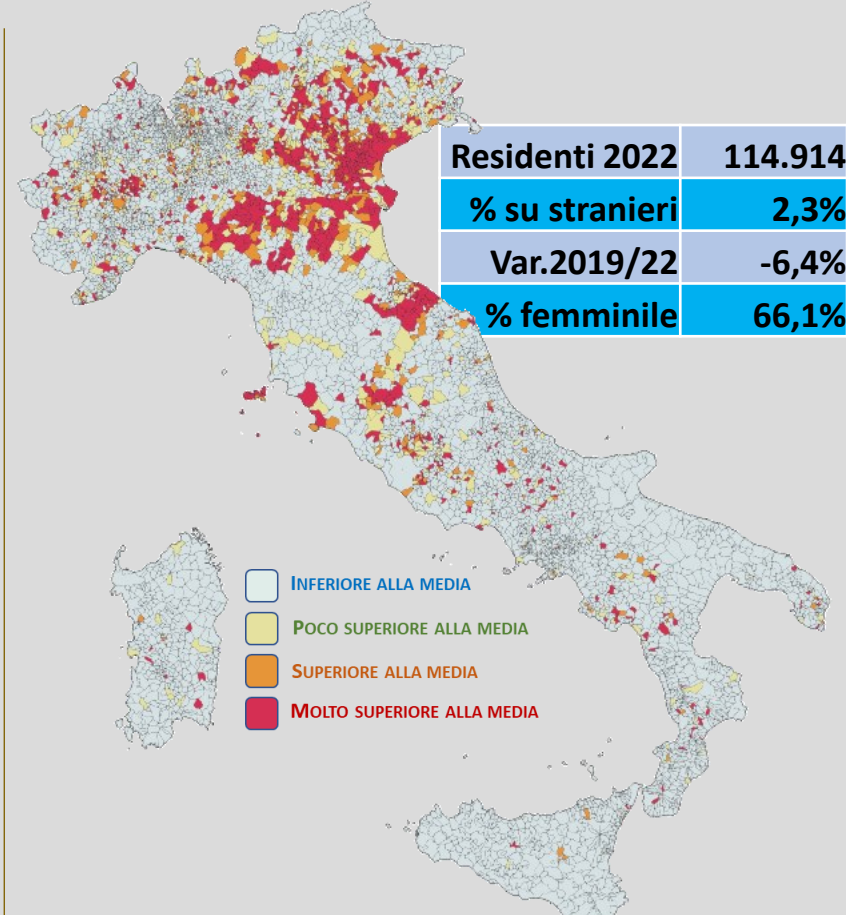 Residenti 2022 114.914
% su stranieri 2,3%
Var.2019/22 -6,4%
% femminile 66,1%
INFERIORE ALLA MEDIA
POCO SUPERIORE ALLA MEDIA
SUPERIORE ALLA MEDIA
MOLTO SUPERIORE ALLA MEDIA